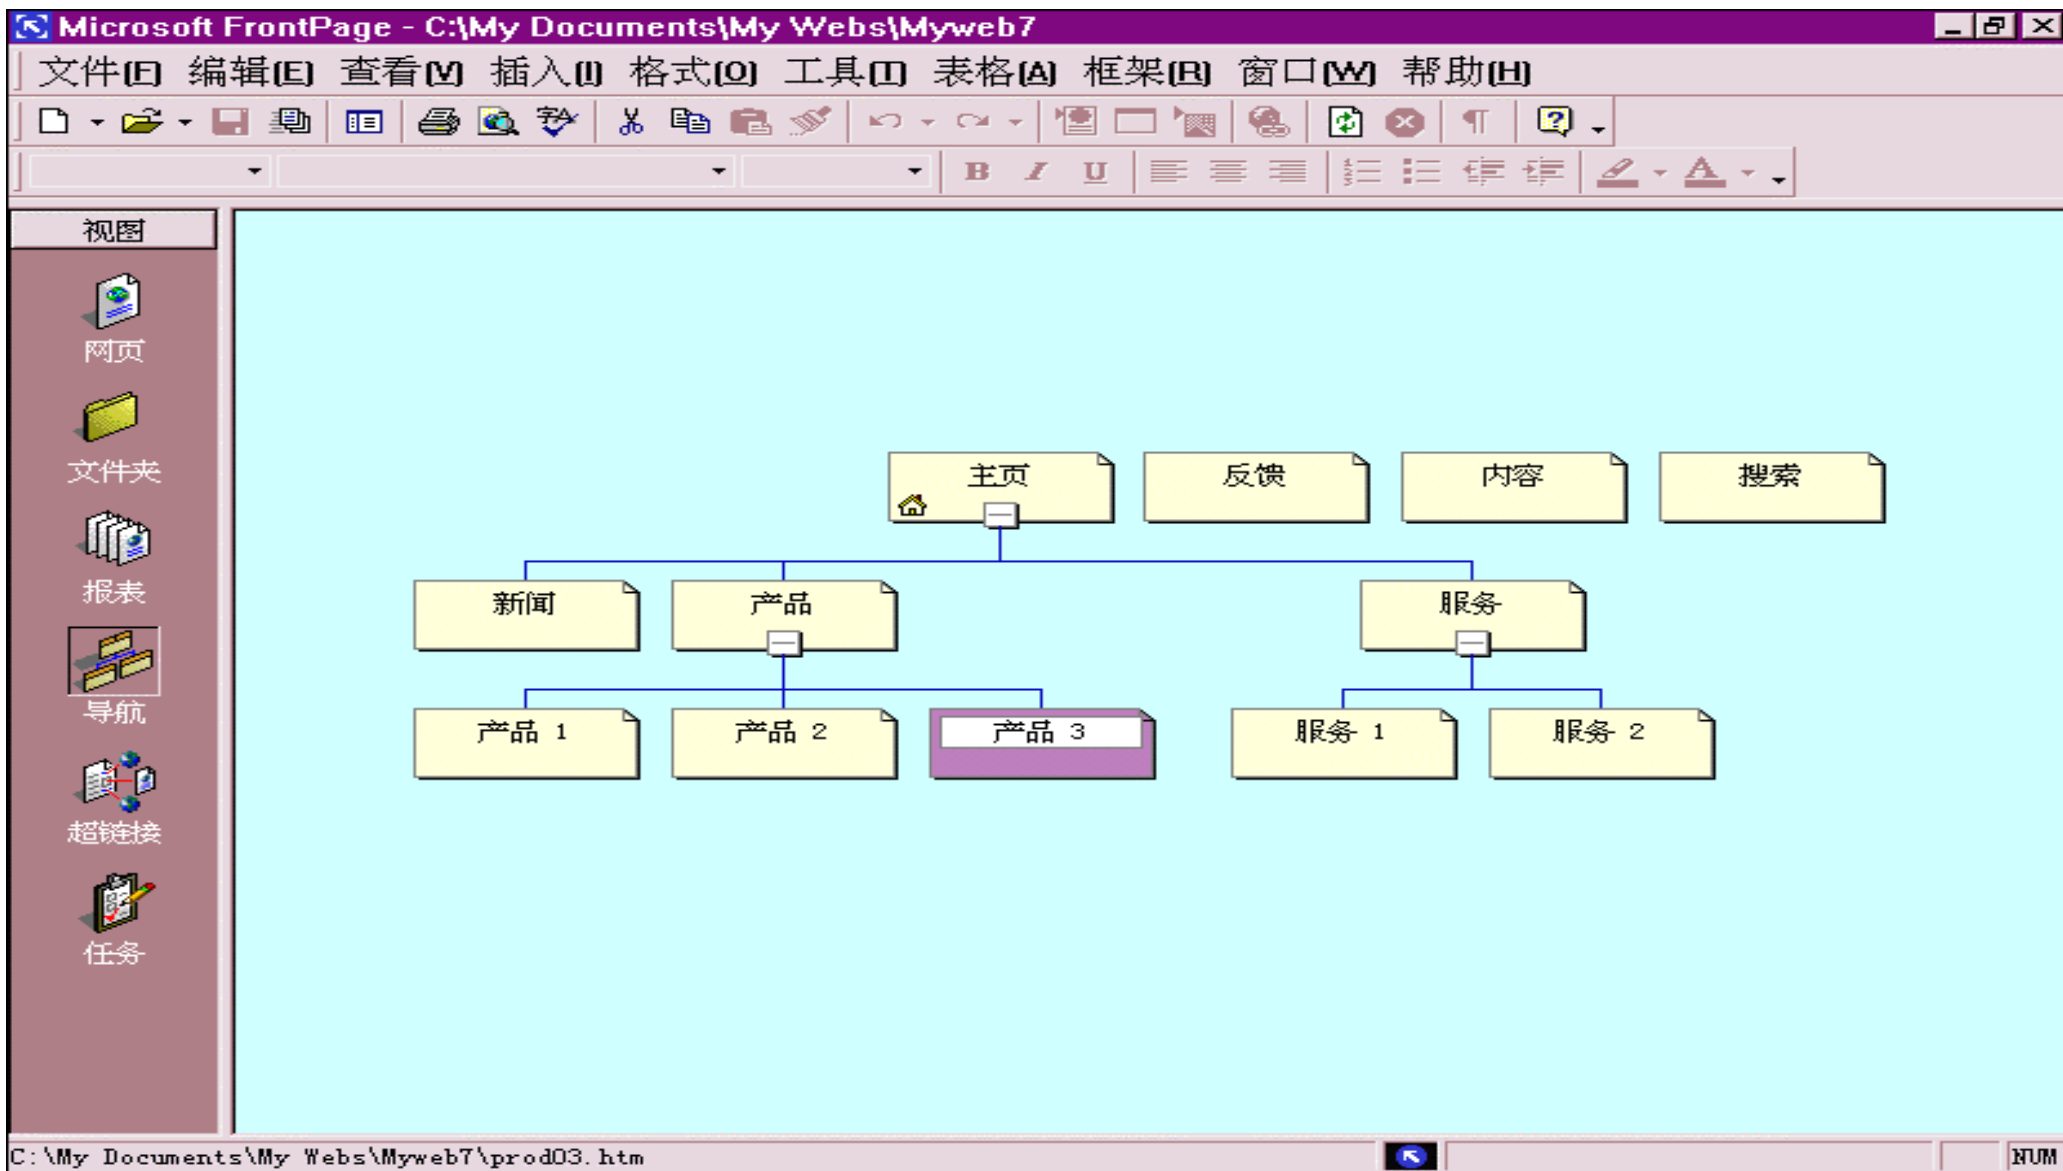 Microsoft FrontPage - C:\My Documents\My Webs\Myweb7
文件(F) 编辑(E) 查看(V) 插入(I) 格式(O) 工具(T) 表格(A) 框架(R) 窗口(W) 帮助(H)
B I U A
视图
网页
文件夹
报表
导航
超链接
任务
主页 反馈 内容 搜索
新闻 产品 服务
产品 1 产品 2 产品 3 服务 1 服务 2
C:\My Documents\My Webs\Myweb7\prod03.htm NUM